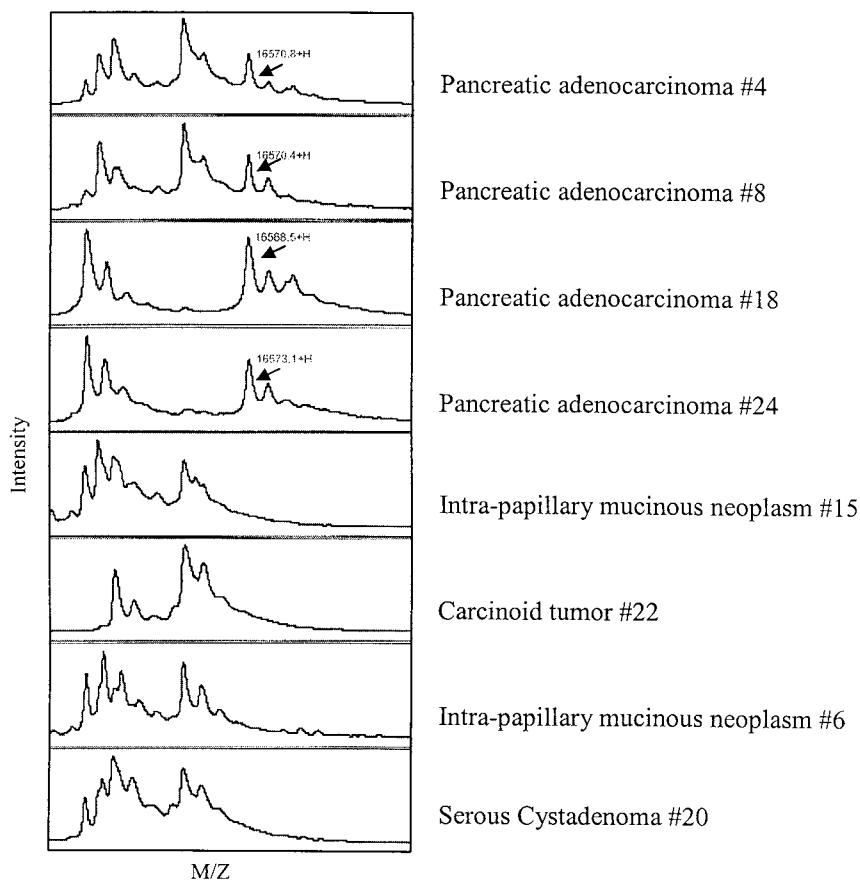 16570.8+H
Pancreatic adenocarcinoma #4
16570.4+H
Pancreatic adenocarcinoma #8
16568.5+H
Pancreatic adenocarcinoma #18
16573.1+H
Pancreatic adenocarcinoma #24
Intensity
Intra-papillary mucinous neoplasm #15
Carcinoid tumor #22
Intra-papillary mucinous neoplasm #6
Serous Cystadenoma #20
M/Z